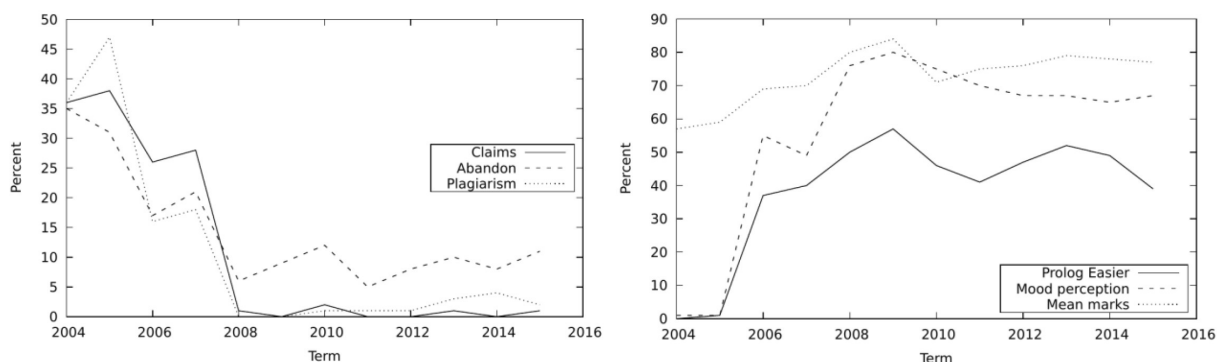 50
45
40
35
30
25
20
15
10
5
0
Percent
Claims
Abandon
Plagiarism
2004 2006 2008 2010 2012 2014 2016
Term
90
80
70
60
50
40
30
20
10
0
Percent
Prolog Easier
Mood perception
Mean marks
2004 2006 2008 2010 2012 2014 2016
Term